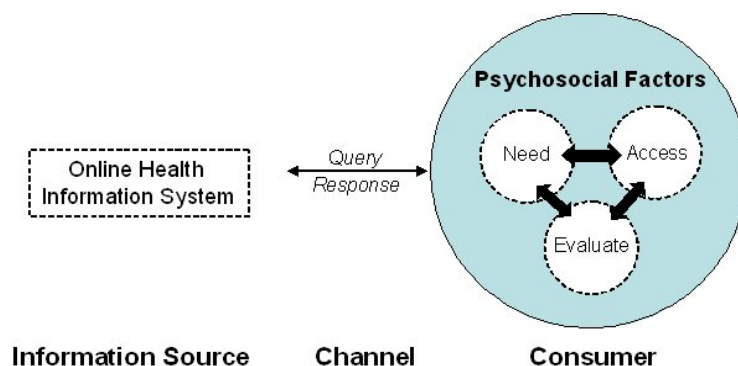 Psychosocial Factors
Need
Access
Evaluate
Online Health
Information System
Query
Response
Information Source
Channel
Consumer